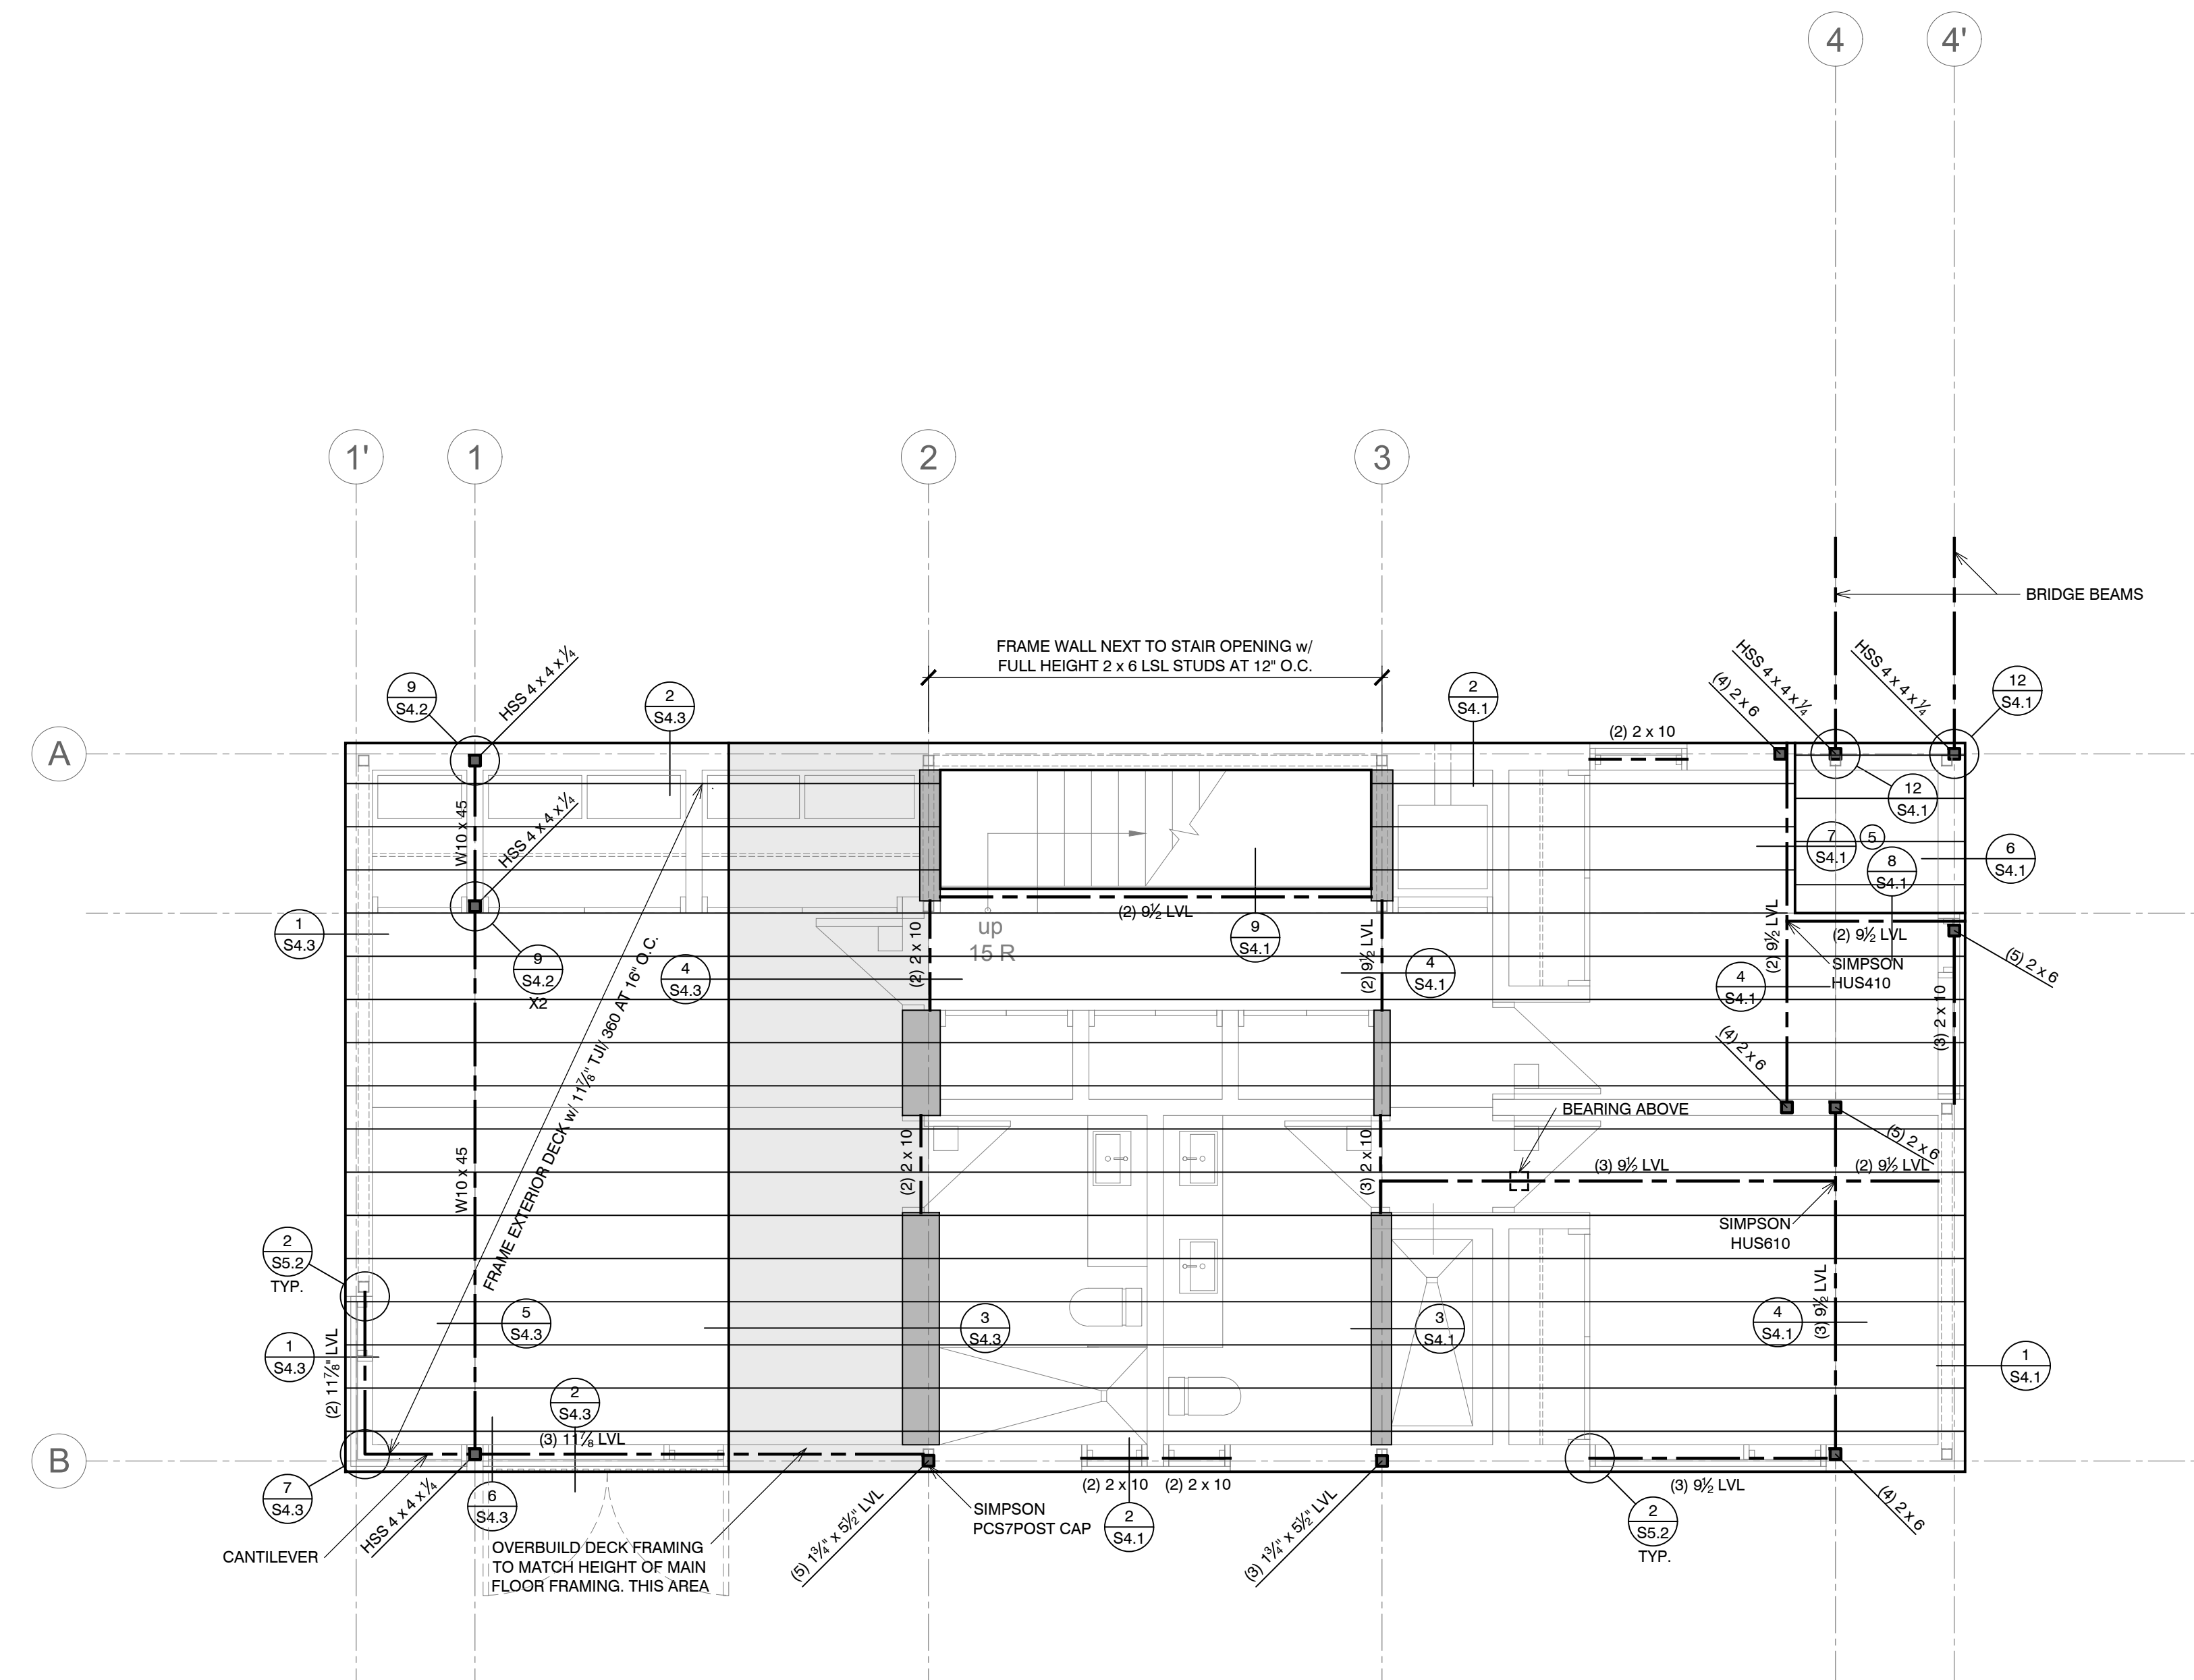 4
4'
1'
1
2
3
BRIDGE BEAMS
FRAME WALL NEXT TO STAIR OPENING w/
FULL HEIGHT 2 x 6 LSL STUDS AT 12" O.C.
HSS 4 x 4 x ¼
HSS 4 x 4 x ¼
(4) 2 x 6
HSS 4 x 4 x ¼
9
S4.2
2
S4.3
2
S4.1
12
S4.1
(2) 2 x 10
A
W10 x 45
HSS 4 x 4 x ¼
12
S4.1
7
S4.1
5
8
S4.1
6
S4.1
1
S4.3
9
S4.2
X2
4
S4.3
(2) 2 x 10
up
15 R
(2) 9½ LVL
9
S4.1
(2) 9½ LVL
4
S4.1
(2) 9½ LVL
(2) 9½ LVL
SIMPSON
HUS410
4
S4.1
(5) 2 x 6
(3) 2 x 10
(4) 2 x 6
FRAME EXTERIOR DECK w/ 11⅞" TJI/ 360 AT 16" O.C.
BEARING ABOVE
(5) 2 x 6
W10 x 45
(2) 2 x 10
(3) 2 x 10
(3) 9½ LVL
(2) 9½ LVL
SIMPSON
HUS610
2
S5.2
TYP.
1
S4.3
(2) 11⅞" LVL
5
S4.3
3
S4.3
3
S4.1
4
S4.1
(3) 9½ LVL
1
S4.1
2
S4.3
(3) 11⅞ LVL
B
7
S4.3
CANTILEVER
HSS 4 x 4 x ¼
6
S4.3
OVERBUILD DECK FRAMING
TO MATCH HEIGHT OF MAIN
FLOOR FRAMING. THIS AREA
(5) 1¾" x 5½" LVL
SIMPSON
PCS7POST CAP
(2) 2 x 10
(2) 2 x 10
2
S4.1
(3) 1¾" x 5½" LVL
2
S5.2
TYP.
(3) 9½ LVL
(4) 2 x 6